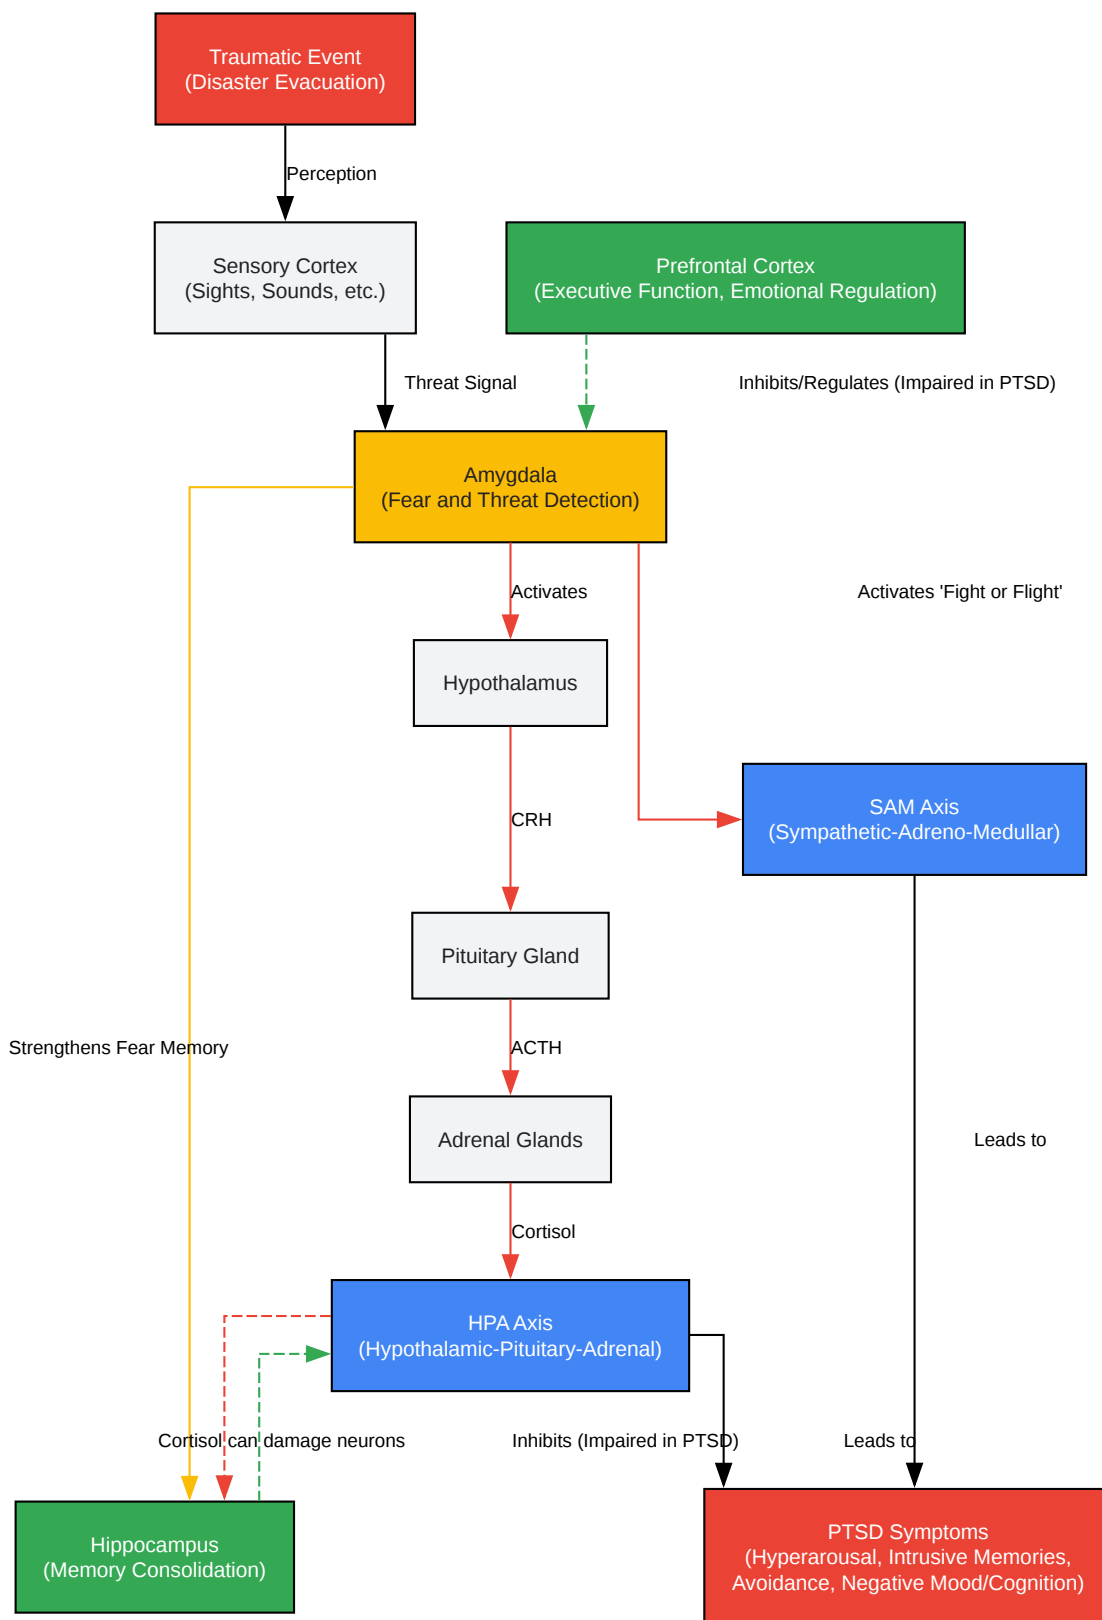 Traumatic Event
(Disaster Evacuation)
Perception
Sensory Cortex
(Sights, Sounds, etc.)
Prefrontal Cortex
(Executive Function, Emotional Regulation)
Threat Signal
Inhibits/Regulates (Impaired in PTSD)
Amygdala
(Fear and Threat Detection)
Activates
Activates 'Fight or Flight'
Hypothalamus
SAM Axis
(Sympathetic-Adreno-Medullar)
CRH
Pituitary Gland
Strengthens Fear Memory
ACTH
Adrenal Glands
Leads to
Cortisol
HPA Axis
(Hypothalamic-Pituitary-Adrenal)
Cortisol can damage neurons
Inhibits (Impaired in PTSD)
Leads to
Hippocampus
(Memory Consolidation)
PTSD Symptoms
(Hyperarousal, Intrusive Memories,
Avoidance, Negative Mood/Cognition)